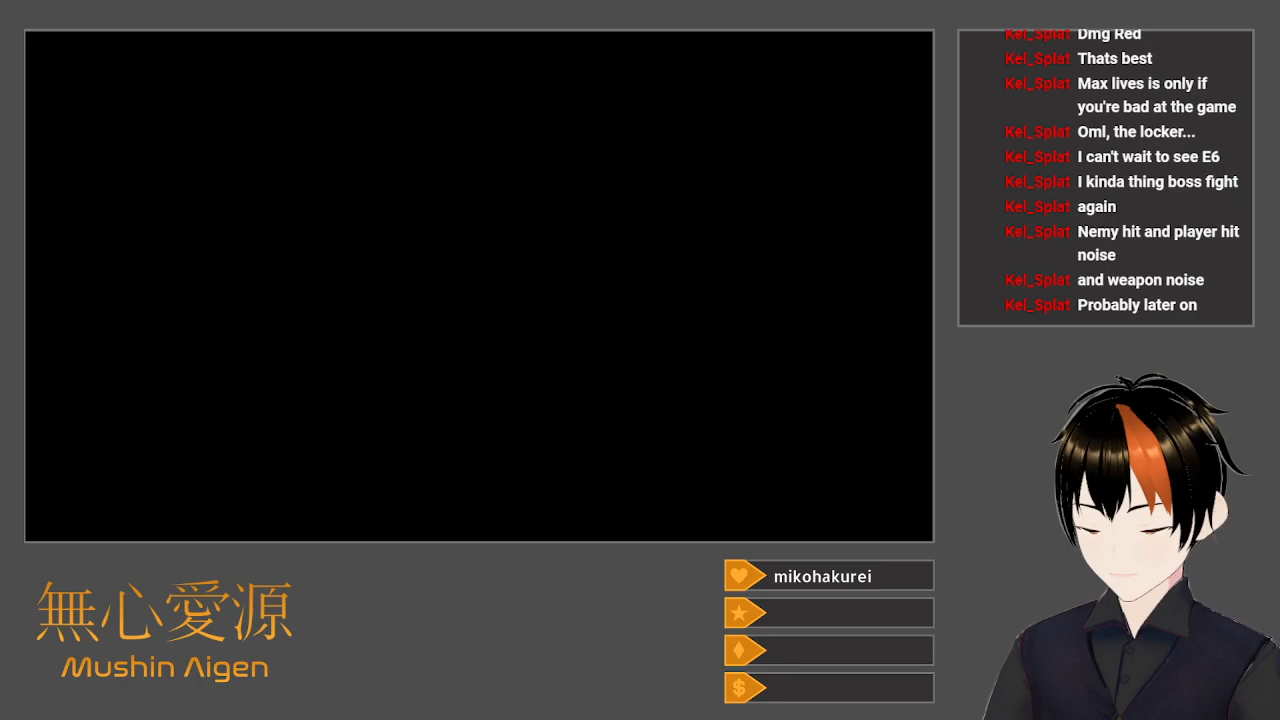 Kel_Splat Dmg Red
Kel_Splat Thats best
Kel_Splat Max lives is only if
you're bad at the game
Kel_Splat Oml, the locker...
Kel_Splat I can't wait to see E6
Kel_Splat I kinda thing boss fight
Kel_Splat again
Kel_Splat Nemy hit and player hit
noise
Kel_Splat and weapon noise
Kel_Splat Probably later on
mikohakurei
$
無心愛源
Mushin Aigen